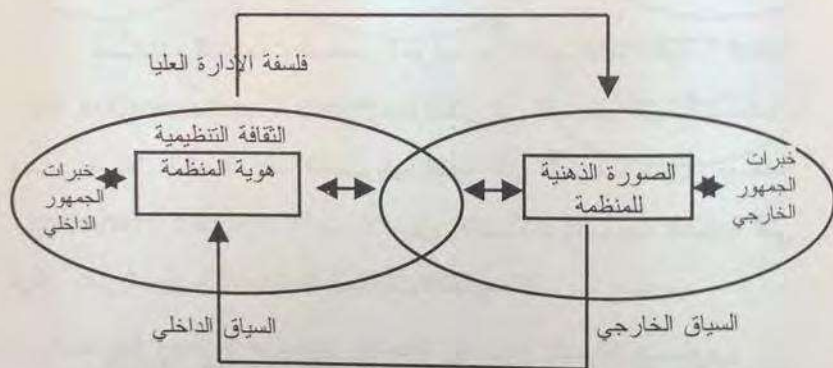 فلسفة الإدارة العليا
الثقافة التنظيمية
هوية المنظمة
خبرات
الجمهور
الداخلي
الصورة الذهنية
للمنظمة
خبرات
الجمهور
الخارجي
السياق الخارجي
السياق الداخلي